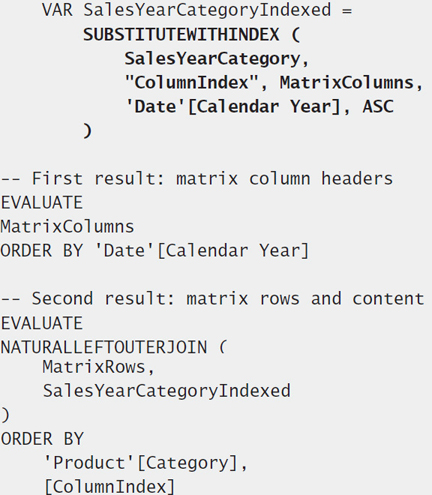 VAR SalesYearCategoryIndexed =
SUBSTITUTEWITHINDEX (
SalesYearCategory,
"ColumnIndex", MatrixColumns,
'Date'[Calendar Year], ASC
)
-- First result: matrix column headers
EVALUATE
MatrixColumns
ORDER BY 'Date'[Calendar Year]
-- Second result: matrix rows and content
EVALUATE
NATURALLEFTOUTERJOIN (
MatrixRows,
SalesYearCategoryIndexed
)
ORDER BY
'Product'[Category],
[ColumnIndex]